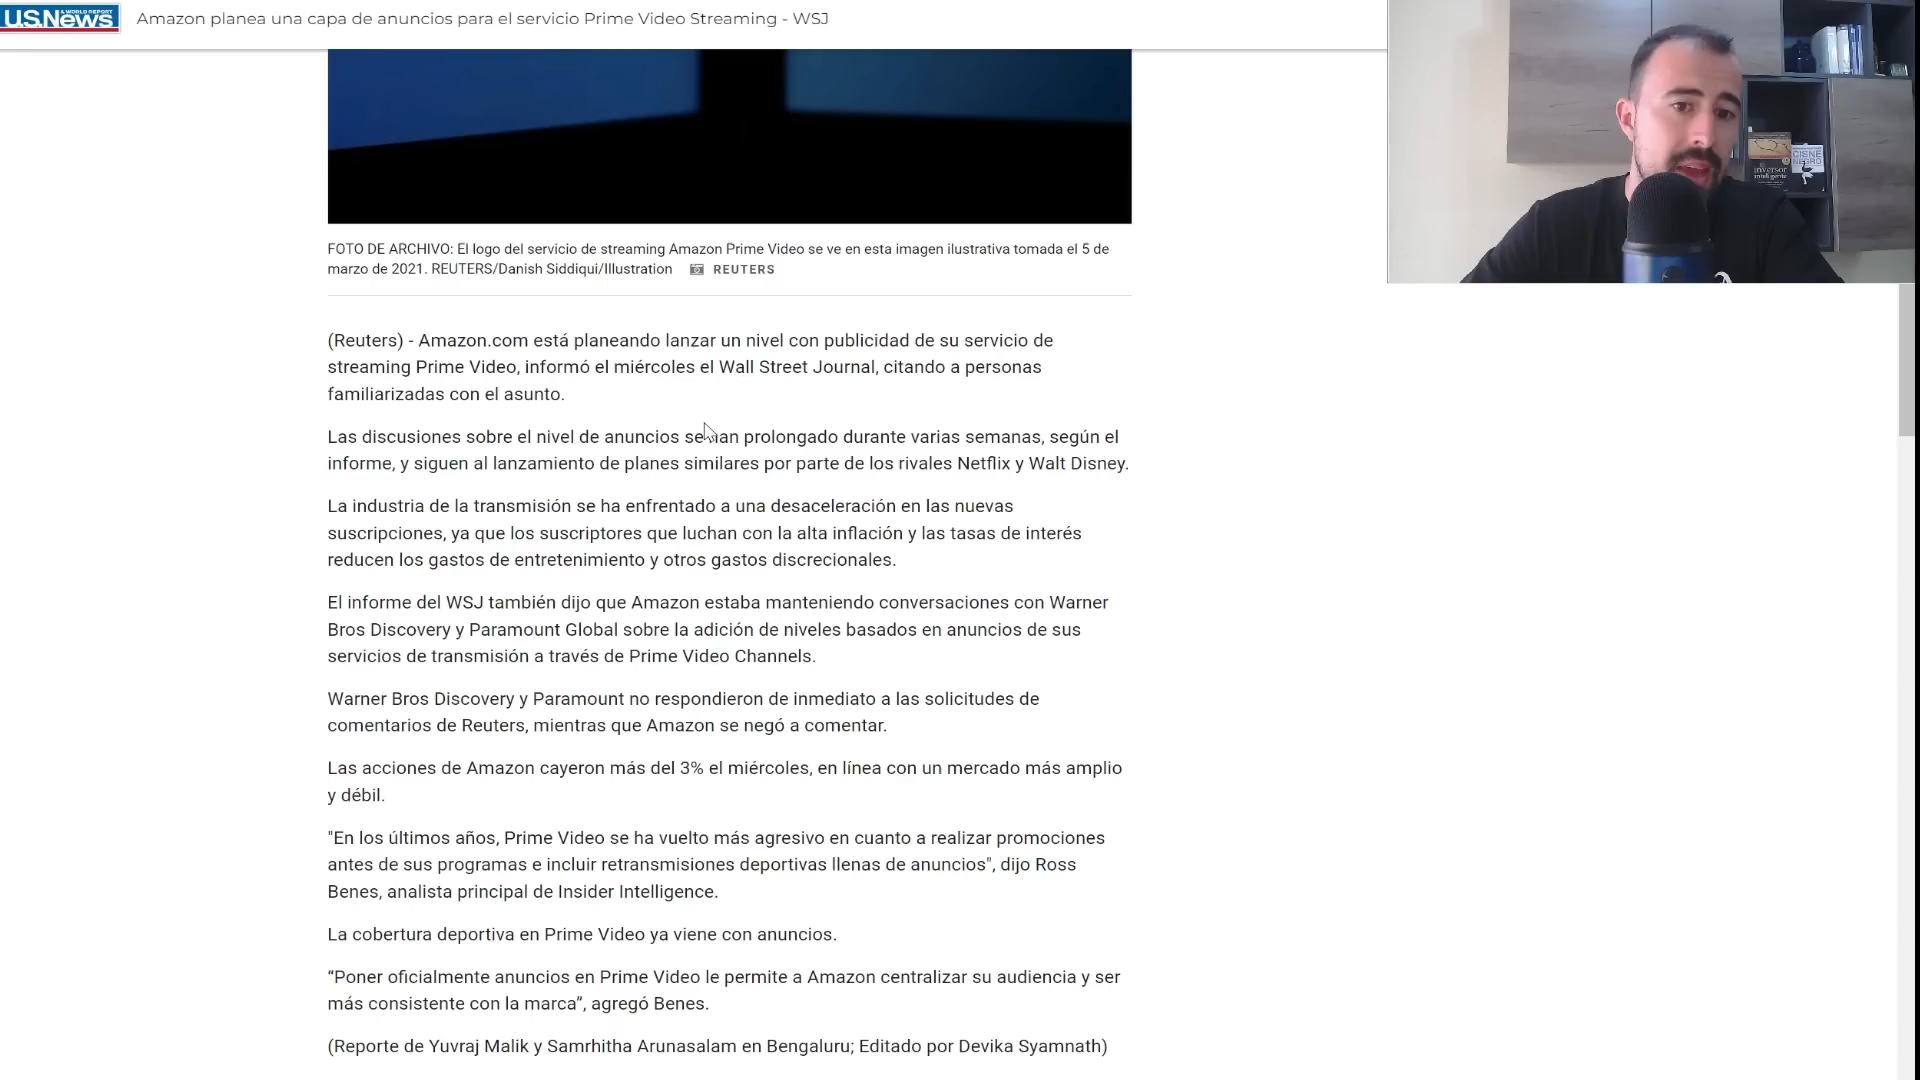 U.S.News
& WORLD REPORT
Amazon planea una capa de anuncios para el servicio Prime Video Streaming - WSJ
FOTO DE ARCHIVO: El logo del servicio de streaming Amazon Prime Video se ve en esta imagen ilustrativa tomada el 5 de
marzo de 2021. REUTERS/Danish Siddiqui/Illustration REUTERS
(Reuters) - Amazon.com está planeando lanzar un nivel con publicidad de su servicio de
streaming Prime Video, informó el miércoles el Wall Street Journal, citando a personas
familiarizadas con el asunto.
Las discusiones sobre el nivel de anuncios se han prolongado durante varias semanas, según el
informe, y siguen al lanzamiento de planes similares por parte de los rivales Netflix y Walt Disney.
La industria de la transmisión se ha enfrentado a una desaceleración en las nuevas
suscripciones, ya que los suscriptores que luchan con la alta inflación y las tasas de interés
reducen los gastos de entretenimiento y otros gastos discrecionales.
El informe del WSJ también dijo que Amazon estaba manteniendo conversaciones con Warner
Bros Discovery y Paramount Global sobre la adición de niveles basados en anuncios de sus
servicios de transmisión a través de Prime Video Channels.
Warner Bros Discovery y Paramount no respondieron de inmediato a las solicitudes de
comentarios de Reuters, mientras que Amazon se negó a comentar.
Las acciones de Amazon cayeron más del 3% el miércoles, en línea con un mercado más amplio
y débil.
"En los últimos años, Prime Video se ha vuelto más agresivo en cuanto a realizar promociones
antes de sus programas e incluir retransmisiones deportivas llenas de anuncios", dijo Ross
Benes, analista principal de Insider Intelligence.
La cobertura deportiva en Prime Video ya viene con anuncios.
“Poner oficialmente anuncios en Prime Video le permite a Amazon centralizar su audiencia y ser
más consistente con la marca”, agregó Benes.
(Reporte de Yuvraj Malik y Samrhitha Arunasalam en Bengaluru; Editado por Devika Syamnath)
inversor
inteligente
CISNE
NEGRO